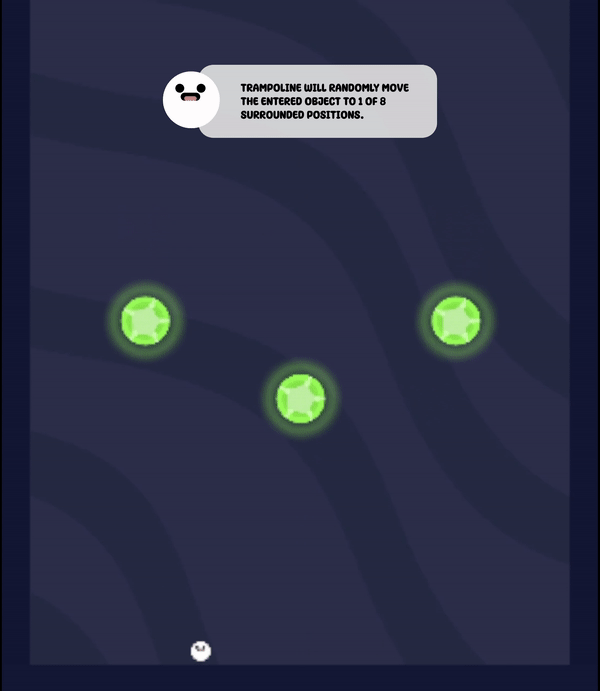 TRAMPOLINE WILL RANDOMLY MOVE
THE ENTERED OBJECT TO 1 OF 8
SURROUNDED POSITIONS.